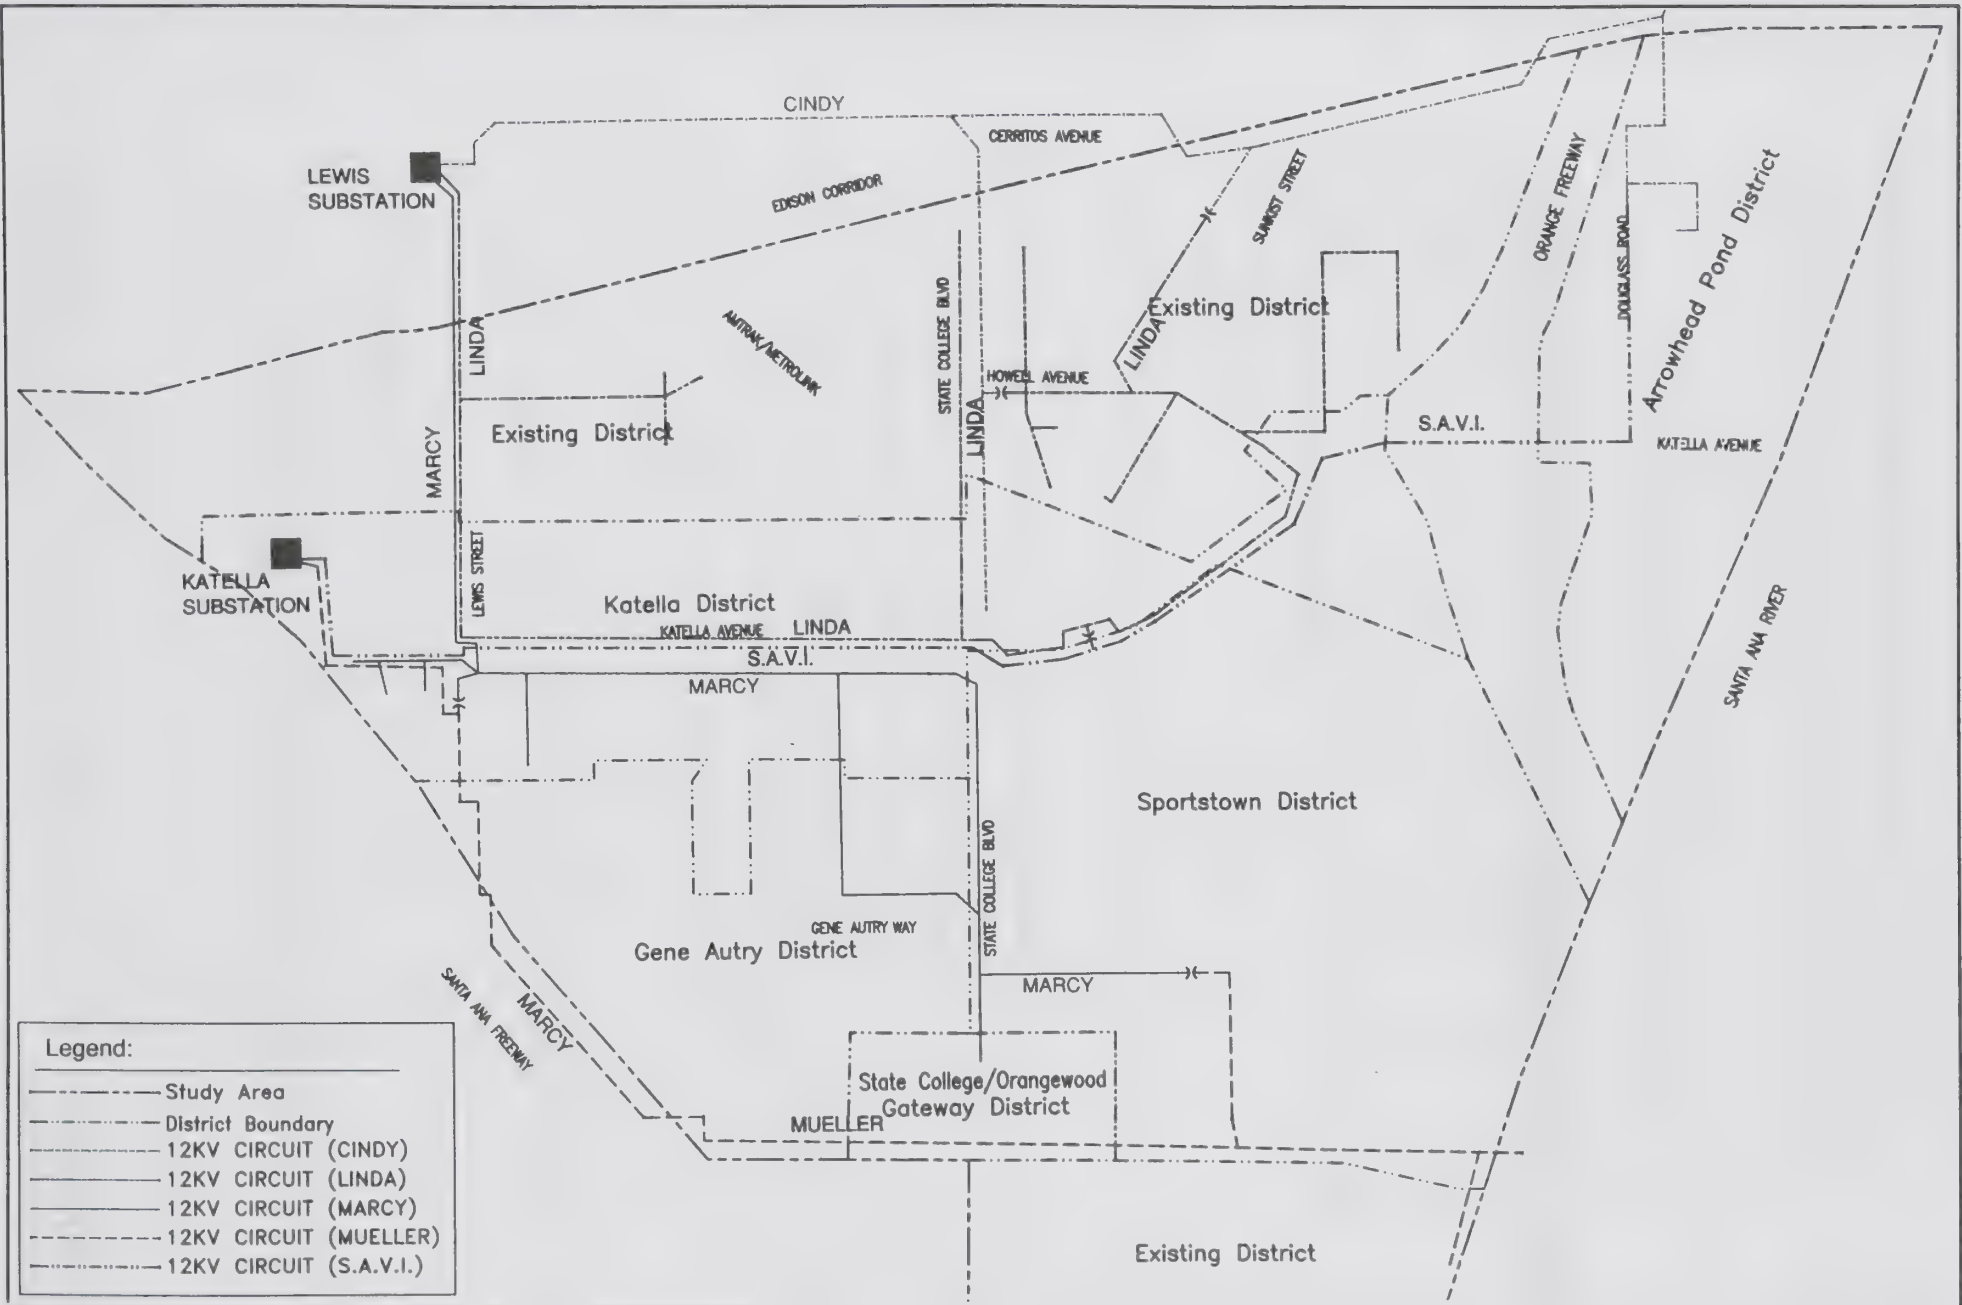 CINDY
CERRITOS AVENUE
LEWIS
SUBSTATION
EDISON CORRIDOR
SUNKIST STREET
ORANGE FREEWAY
DOUGLASS ROAD
Arrowhead Pond District
LINDA
AMTRAK/METROLINK
STATE COLLEGE BLVD
LINDA
Existing District
HOWELL AVENUE
LINDA
MARCY
Existing District
S.A.V.I.
KATELLA AVENUE
LEWIS STREET
KATELLA
SUBSTATION
Katella District
KATELLA AVENUE
LINDA
S.A.V.I.
MARCY
SANTA ANA RIVER
Sportstown District
STATE COLLEGE BLVD
GENE AUTRY WAY
Gene Autry District
SANTA ANA FREEWAY
MARCY
MARCY
State College/Orangewood
Gateway District
MUELLER
Existing District
Legend:
Study Area
District Boundary
12KV CIRCUIT (CINDY)
12KV CIRCUIT (LINDA)
12KV CIRCUIT (MARCY)
12KV CIRCUIT (MUELLER)
12KV CIRCUIT (S.A.V.I.)